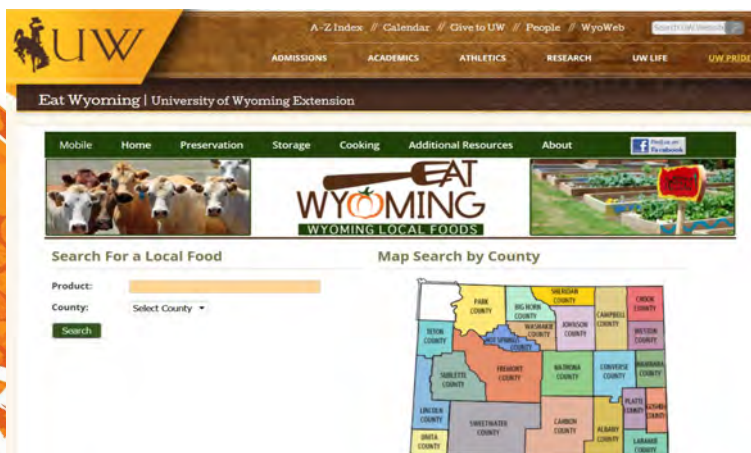 UW
A-Z Index // Calendar // Give to UW // People // WyoWeb
ADMISSIONS ACADEMICS ATHLETICS RESEARCH UW LIFE UW PRIDE
Eat Wyoming | University of Wyoming Extension
Mobile Home Preservation Storage Cooking Additional Resources About Find us on Facebook
EAT
WYOMING
WYOMING LOCAL FOODS
Search For a Local Food
Map Search by County
Product:
County: Select County
Search
PARK COUNTY
BIG HORN COUNTY
SHERIDAN COUNTY
CAMPBELL COUNTY
CROOK COUNTY
TETON COUNTY
HOT SPRINGS COUNTY
WASHAKIE COUNTY
JOHNSON COUNTY
WESTON COUNTY
SUBLETTE COUNTY
FREMONT COUNTY
NATRONA COUNTY
CONVERSE COUNTY
NIOBRARA COUNTY
LINCOLN COUNTY
SWEETWATER COUNTY
CARBON COUNTY
ALBANY COUNTY
PLATTE COUNTY
GOSHEN COUNTY
UINTA COUNTY
LARAMIE COUNTY